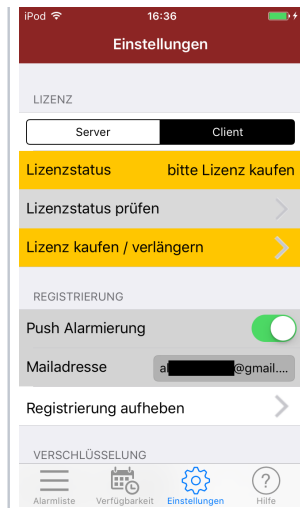 iPod 16:36
Einstellungen
LIZENZ
Server Client
Lizenzstatus bitte Lizenz kaufen
Lizenzstatus prüfen
Lizenz kaufen / verlängern
REGISTRIERUNG
Push Alarmierung
Mailadresse al @gmail....
Registrierung aufheben
VERSCHLÜSSELUNG
Alarmliste Verfügbarkeit Einstellungen Hilfe